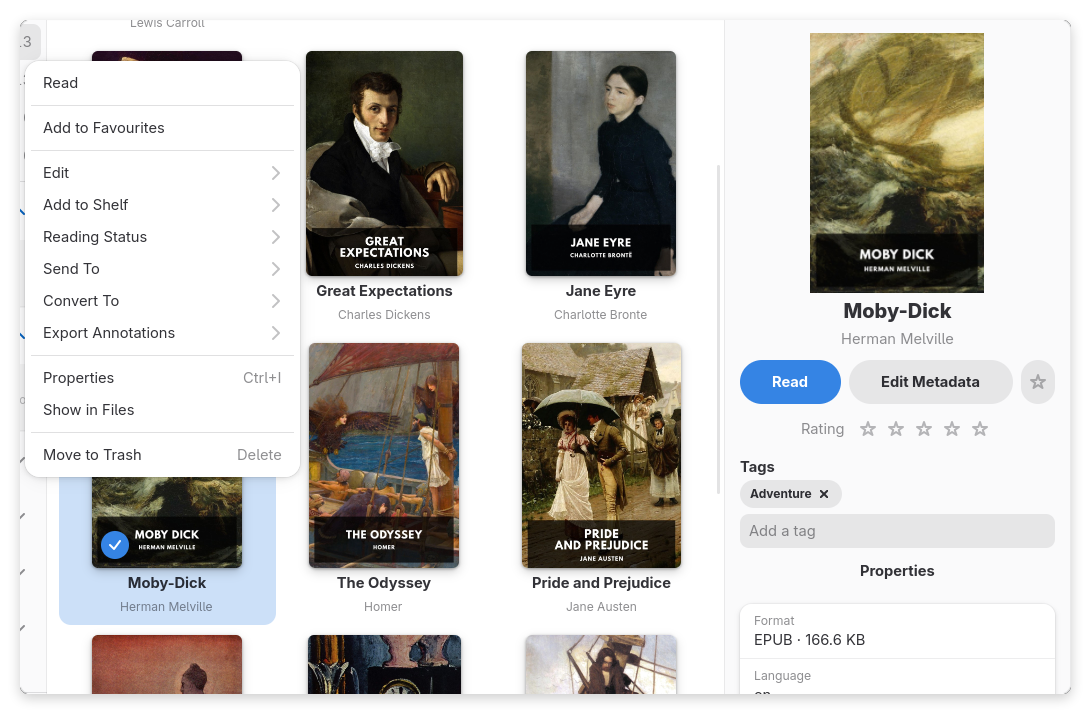 Lewis Carroll
Read
Add to Favourites
Edit
Add to Shelf
Reading Status
Send To
Convert To
Export Annotations
Properties Ctrl+I
Show in Files
Move to Trash Delete
GREAT
EXPECTATIONS
CHARLES DICKENS
Great Expectations
Charles Dickens
JANE EYRE
CHARLOTTE BRONTË
Jane Eyre
Charlotte Bronte
MOBY DICK
HERMAN MELVILLE
Moby-Dick
Herman Melville
THE ODYSSEY
HOMER
The Odyssey
Homer
PRIDE
AND PREJUDICE
JANE AUSTEN
Pride and Prejudice
Jane Austen
MOBY DICK
HERMAN MELVILLE
Moby-Dick
Herman Melville
Read Edit Metadata
Rating
Tags
Adventure
Add a tag
Properties
Format
EPUB · 166.6 KB
Language